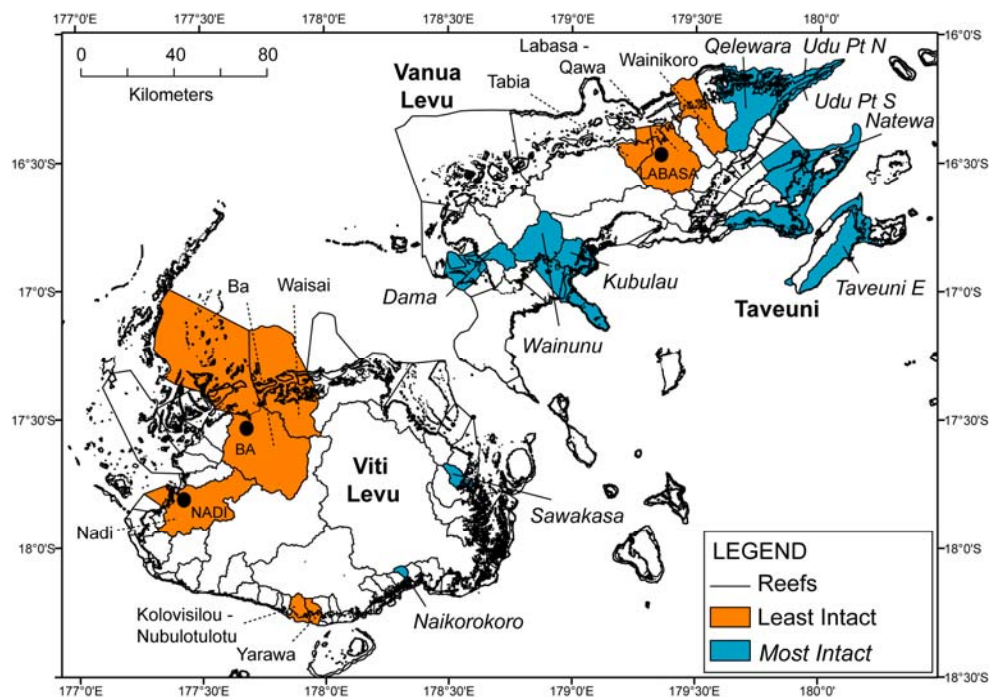 177°0'E 177°30'E 178°0'E 178°30'E 179°0'E 179°30'E 180°0'
0 40 80
Kilometers
16°0'S
16°0'S
Vanua
Levu
Tabia
Labasa -
Qawa
Wainikoro
Qelewara
Udu Pt N
Udu Pt S
Natewa
16°30'S
16°30'S
LABASA
Dama
Wainunu
Kubulau
Taveuni
Taveuni E
17°0'S
17°0'S
Ba
Waisai
17°30'S
17°30'S
BA
Viti
Levu
Sawakasa
NADI
Nadi
18°0'S
18°0'S
Kolovisilou -
Nubulotulotu
Yarawa
Naikorokoro
LEGEND
Reefs
Least Intact
Most Intact
18°30'S
18°30'S
177°0'E 177°30'E 178°0'E 178°30'E 179°0'E 179°30'E 180°0'